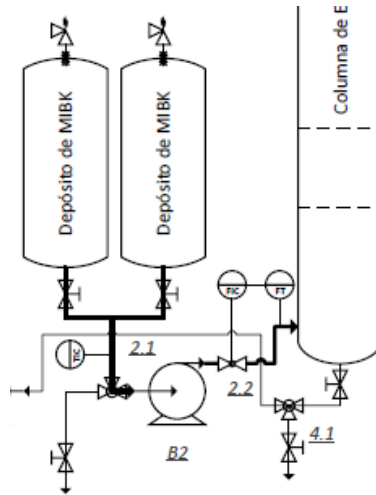 Depósito de MIBK
Depósito de MIBK
Columna de E
FIC
FT
TIC
2.1
2.2
B2
4.1